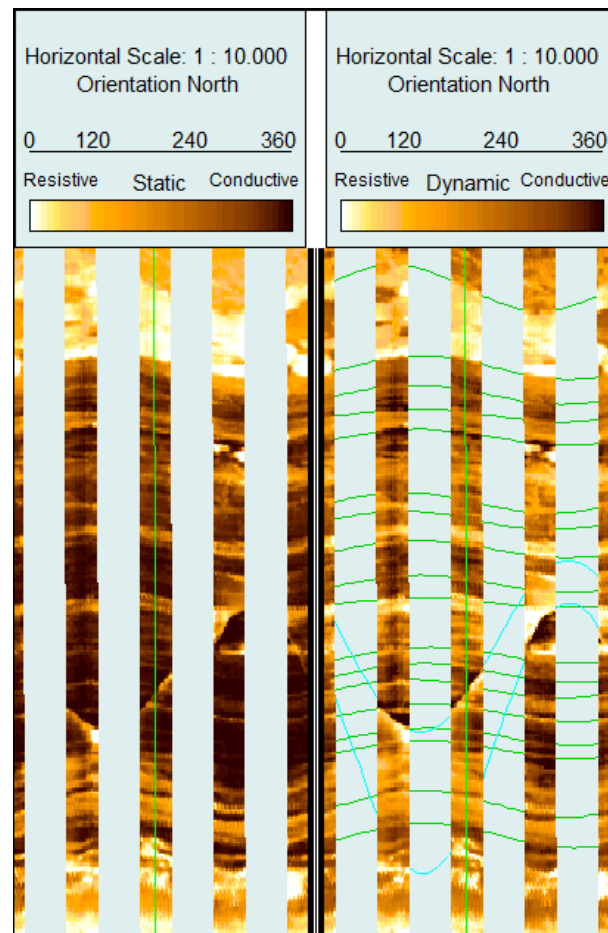 Horizontal Scale: 1 : 10.000
Orientation North
0 120 240 360
Resistive Static Conductive
Horizontal Scale: 1 : 10.000
Orientation North
0 120 240 360
Resistive Dynamic Conductive